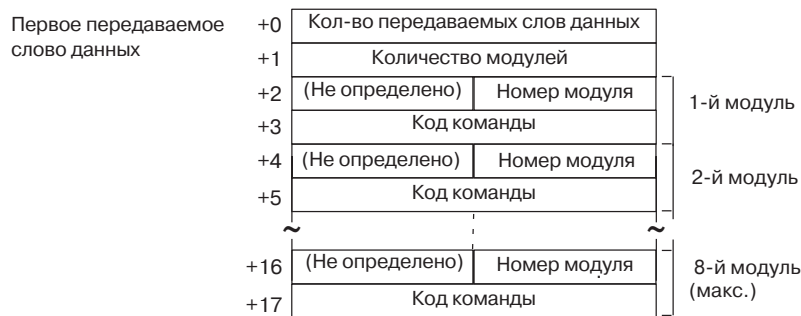 Первое передаваемое
слово данных
+0 Кол-во передаваемых слов данных
+1 Количество модулей
+2 (Не определено) Номер модуля
+3 Код команды
1-й модуль
+4 (Не определено) Номер модуля
+5 Код команды
2-й модуль
~ ~
+16 (Не определено) Номер модуля
+17 Код команды
8-й модуль
(макс.)